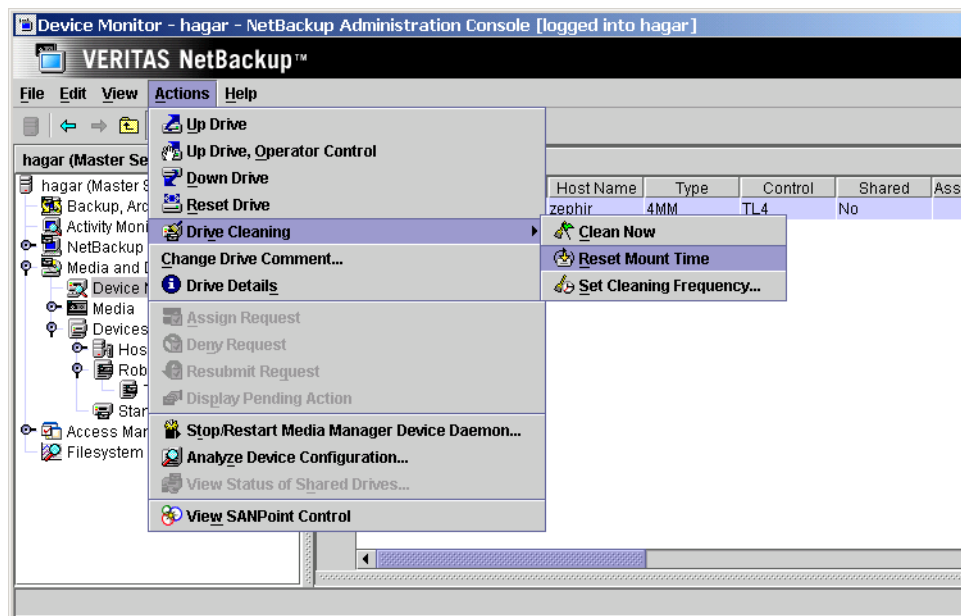 Device Monitor - hagar - NetBackup Administration Console [logged into hagar]
VERITAS NetBackup™
File Edit View Actions Help
hagar (Master Se
hagar (Master S
Backup, Arc
Activity Moni
NetBackup
Media and
Device
Media
Devices
Hos
Rob
Star
Access Mar
Filesystem
Up Drive
Up Drive, Operator Control
Down Drive
Reset Drive
Drive Cleaning
Change Drive Comment...
Drive Details
Assign Request
Deny Request
Resubmit Request
Display Pending Action
Stop/Restart Media Manager Device Daemon...
Analyze Device Configuration...
View Status of Shared Drives...
View SANPoint Control
Clean Now
Reset Mount Time
Set Cleaning Frequency...
Host Name Type Control Shared Ass
zephir 4MM TL4 No